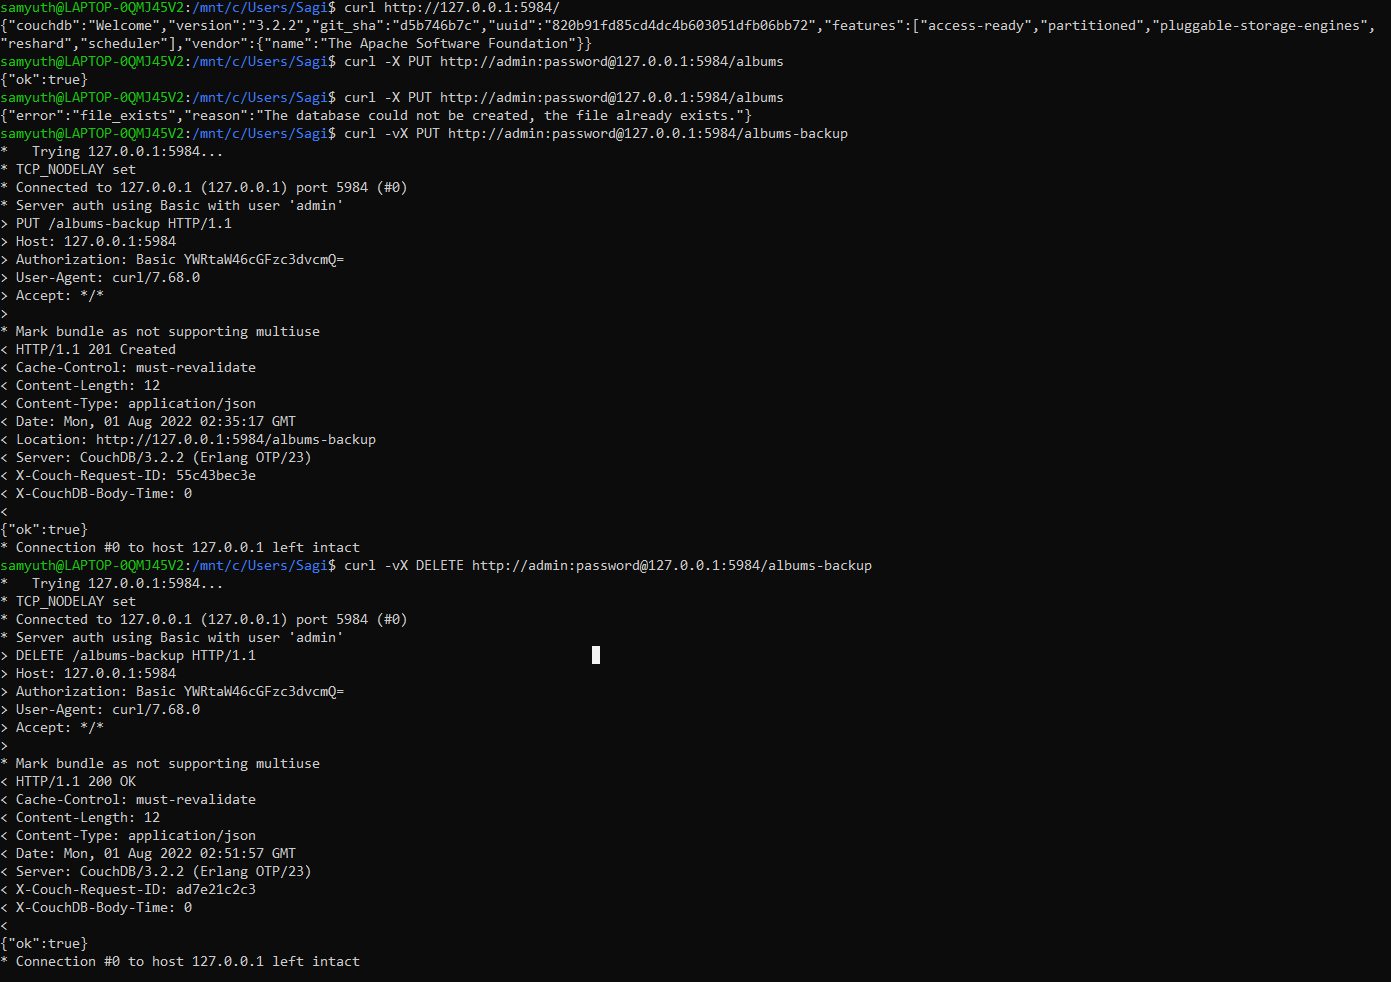 samyuth@LAPTOP-0QMJ45V2:/mnt/c/Users/Sagi$ curl http://127.0.0.1:5984/
{"couchdb":"Welcome","version":"3.2.2","git_sha":"d5b746b7c","uuid":"820b91fd85cd4dc4b603051dfb06bb72","features":["access-ready","partitioned","pluggable-storage-engines",
"reshard","scheduler"],"vendor":{"name":"The Apache Software Foundation"}}
samyuth@LAPTOP-0QMJ45V2:/mnt/c/Users/Sagi$ curl -X PUT http://admin:password@127.0.0.1:5984/albums
{"ok":true}
samyuth@LAPTOP-0QMJ45V2:/mnt/c/Users/Sagi$ curl -X PUT http://admin:password@127.0.0.1:5984/albums
{"error":"file_exists","reason":"The database could not be created, the file already exists."}
samyuth@LAPTOP-0QMJ45V2:/mnt/c/Users/Sagi$ curl -vX PUT http://admin:password@127.0.0.1:5984/albums-backup
*   Trying 127.0.0.1:5984...
* TCP_NODELAY set
* Connected to 127.0.0.1 (127.0.0.1) port 5984 (#0)
* Server auth using Basic with user 'admin'
> PUT /albums-backup HTTP/1.1
> Host: 127.0.0.1:5984
> Authorization: Basic YWRtaW46cGFzc3dvcmQ=
> User-Agent: curl/7.68.0
> Accept: */*
>
* Mark bundle as not supporting multiuse
< HTTP/1.1 201 Created
< Cache-Control: must-revalidate
< Content-Length: 12
< Content-Type: application/json
< Date: Mon, 01 Aug 2022 02:35:17 GMT
< Location: http://127.0.0.1:5984/albums-backup
< Server: CouchDB/3.2.2 (Erlang OTP/23)
< X-Couch-Request-ID: 55c43bec3e
< X-CouchDB-Body-Time: 0
<
{"ok":true}
* Connection #0 to host 127.0.0.1 left intact
samyuth@LAPTOP-0QMJ45V2:/mnt/c/Users/Sagi$ curl -vX DELETE http://admin:password@127.0.0.1:5984/albums-backup
*   Trying 127.0.0.1:5984...
* TCP_NODELAY set
* Connected to 127.0.0.1 (127.0.0.1) port 5984 (#0)
* Server auth using Basic with user 'admin'
> DELETE /albums-backup HTTP/1.1
> Host: 127.0.0.1:5984
> Authorization: Basic YWRtaW46cGFzc3dvcmQ=
> User-Agent: curl/7.68.0
> Accept: */*
>
* Mark bundle as not supporting multiuse
< HTTP/1.1 200 OK
< Cache-Control: must-revalidate
< Content-Length: 12
< Content-Type: application/json
< Date: Mon, 01 Aug 2022 02:51:57 GMT
< Server: CouchDB/3.2.2 (Erlang OTP/23)
< X-Couch-Request-ID: ad7e21c2c3
< X-CouchDB-Body-Time: 0
<
{"ok":true}
* Connection #0 to host 127.0.0.1 left intact